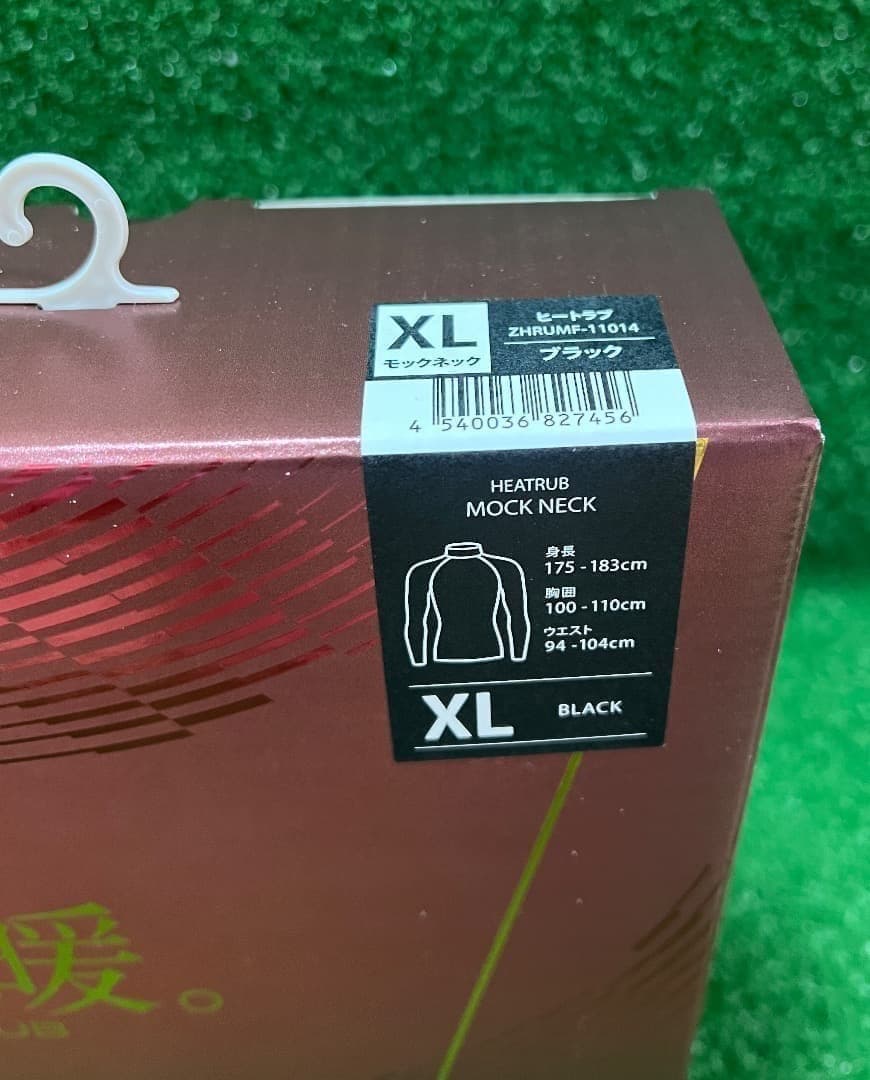 XL
モックネック
ヒートラブ
ZHRUMF-11014
ブラック
4 540036 827456
HEATRUB
MOCK NECK
身長
175 - 183cm
胸囲
100 - 110cm
ウエスト
94 - 104cm
XL BLACK
暖。
UB